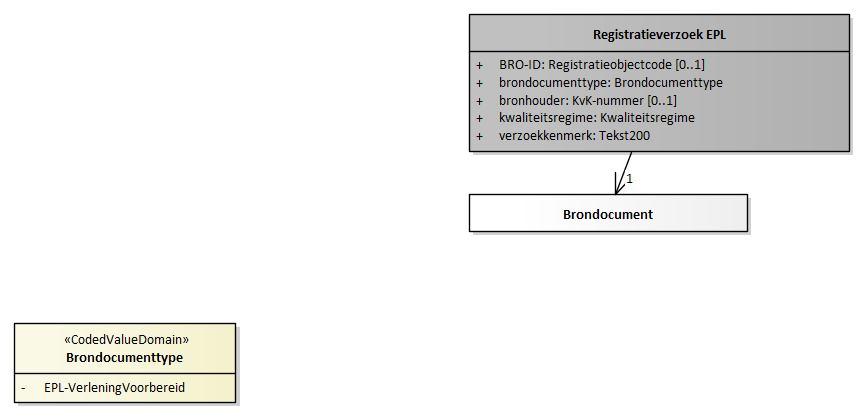 Registratieverzoek EPL
+ BRO-ID: Registratieobjectcode [0..1]
+ brondocumenttype: Brondocumenttype
+ bronhouder: KvK-nummer [0..1]
+ kwaliteitsregime: Kwaliteitsregime
+ verzoekkenmerk: Tekst200
1
Brondocument
«CodedValueDomain»
Brondocumenttype
- EPL-VerleningVoorbereid